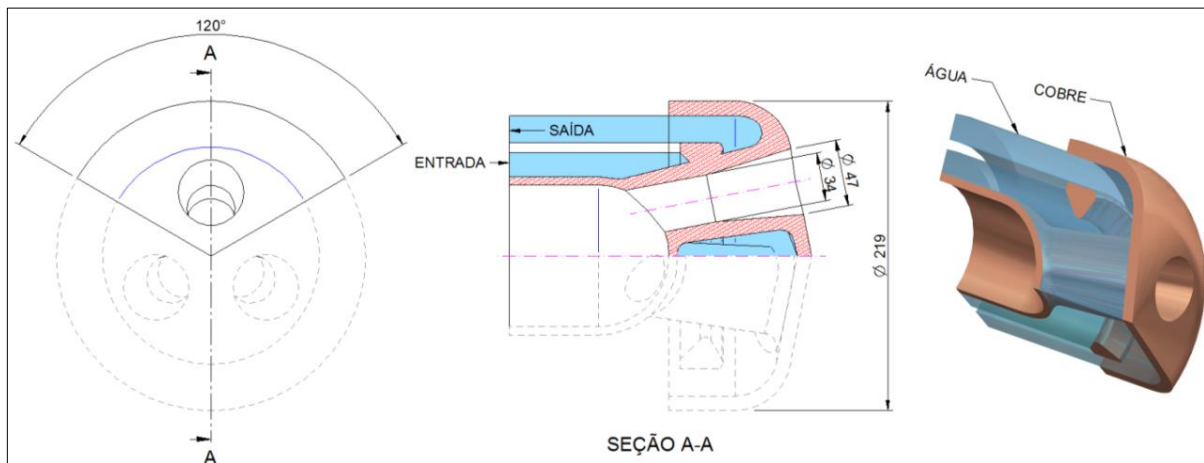 120°
A
A
SAÍDA
ENTRADA
Ø 34
Ø 47
Ø 219
SEÇÃO A-A
ÁGUA
COBRE